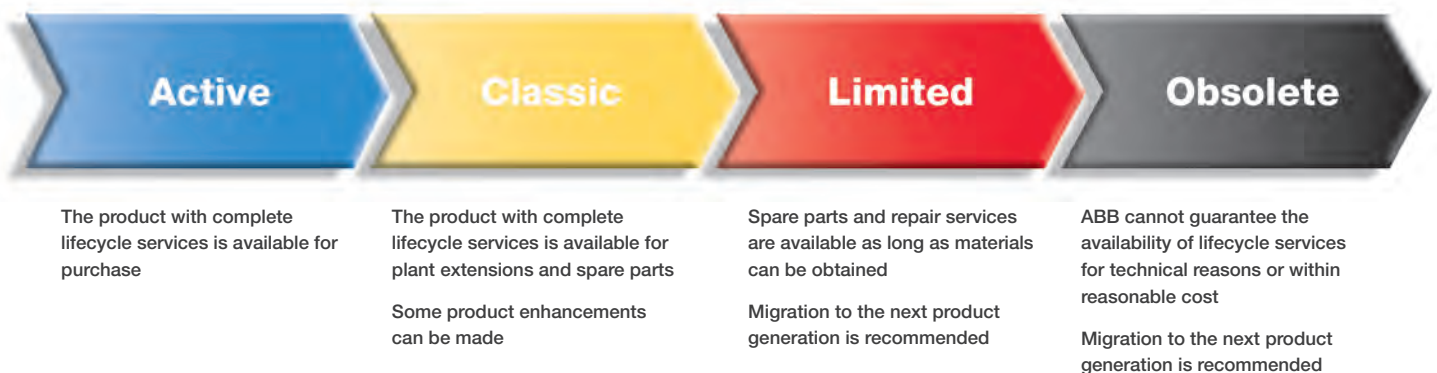 Active
Classic
Limited
Obsolete
The product with complete
lifecycle services is available for
purchase
The product with complete
lifecycle services is available for
plant extensions and spare parts
Some product enhancements
can be made
Spare parts and repair services
are available as long as materials
can be obtained
Migration to the next product
generation is recommended
ABB cannot guarantee the
availability of lifecycle services
for technical reasons or within
reasonable cost
Migration to the next product
generation is recommended